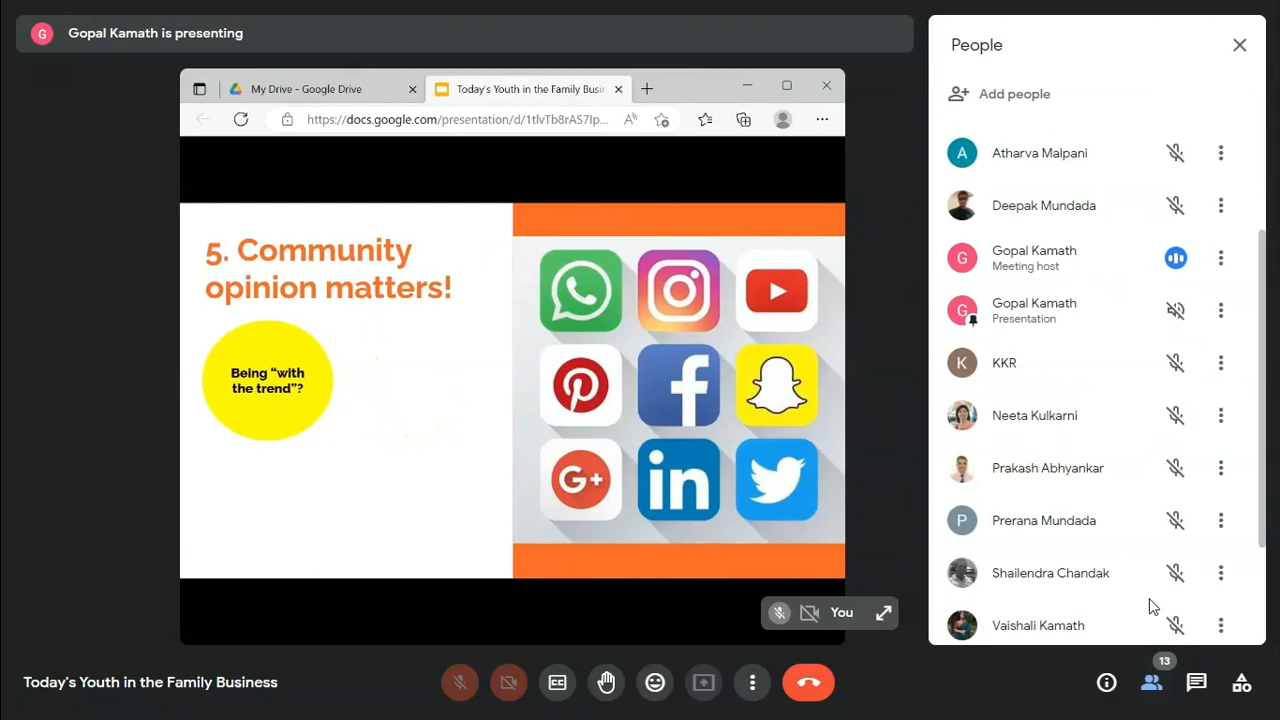 G
Gopal Kamath is presenting
My Drive - Google Drive
Today's Youth in the Family Busin
https://docs.google.com/presentation/d/1tlvTb8rAS7Ip...
5. Community
opinion matters!
Being “with
the trend”?
G+
in
You
People
Add people
A
Atharva Malpani
Deepak Mundada
G
Gopal Kamath
Meeting host
G
Gopal Kamath
Presentation
K
KKR
Neeta Kulkarni
Prakash Abhyankar
P
Prerana Mundada
Shailendra Chandak
Vaishali Kamath
Today's Youth in the Family Business
CC
13